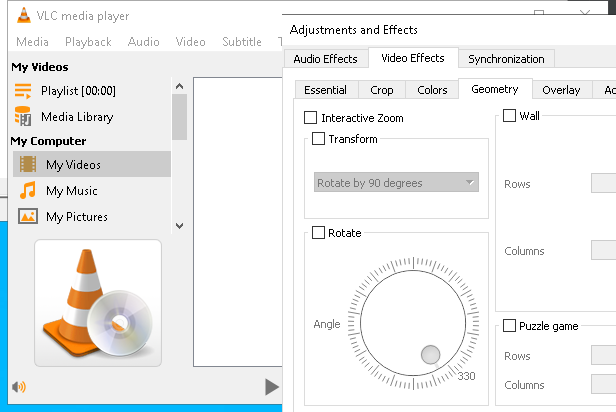 VLC media player
Media Playback Audio Video Subtitle
My Videos
Playlist [00:00]
Media Library
My Computer
My Videos
My Music
My Pictures
Adjustments and Effects
Audio Effects Video Effects Synchronization
Essential Crop Colors Geometry Overlay
Interactive Zoom
Transform
Rotate by 90 degrees
Rotate
Angle
330
Wall
Rows
Columns
Puzzle game
Rows
Columns